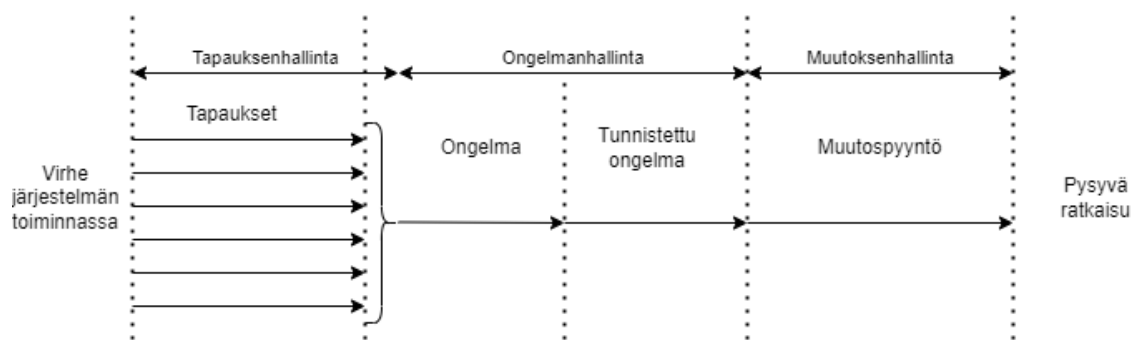 Tapauksenhallinta
Ongelmanhallinta
Muutoksenhallinta
Tapaukset
Virhe
järjestelmän
toiminnassa
Ongelma
Tunnistettu
ongelma
Muutospyyntö
Pysyvä
ratkaisu